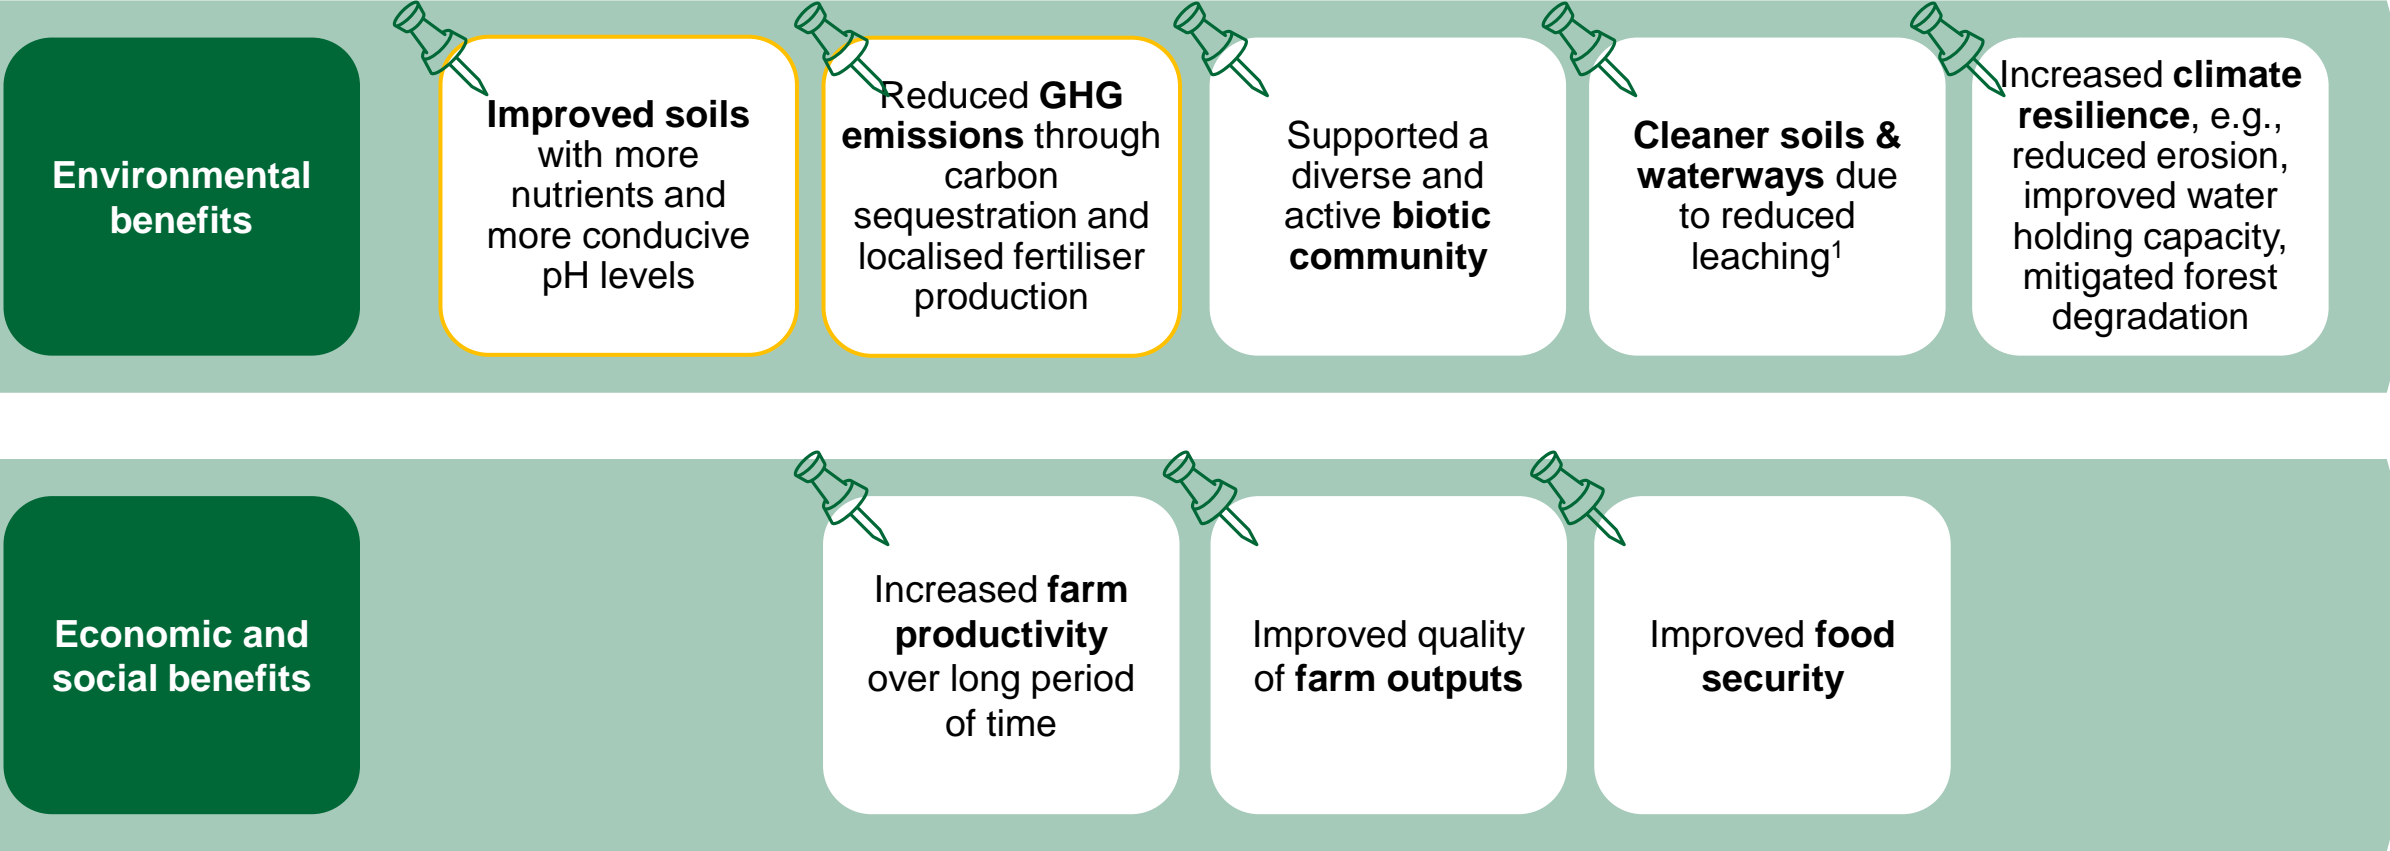 Environmental
benefits
Improved soils
with more
nutrients and
more conducive
pH levels
Reduced GHG
emissions through
carbon
sequestration and
localised fertiliser
production
Supported a
diverse and
active biotic
community
Cleaner soils &
waterways due
to reduced
leaching¹
Increased climate
resilience, e.g.,
reduced erosion,
improved water
holding capacity,
mitigated forest
degradation
Economic and
social benefits
Increased farm
productivity
over long period
of time
Improved quality
of farm outputs
Improved food
security